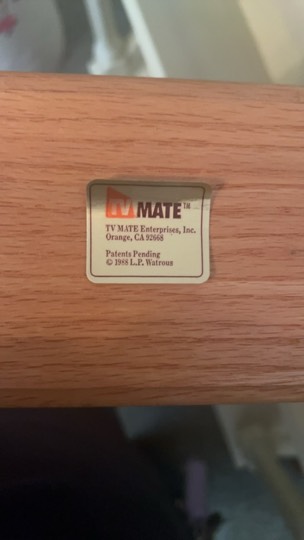 TV MATE™
TV MATE Enterprises, Inc.
Orange, CA 92668
Patents Pending
© 1988 L.P. Watrous